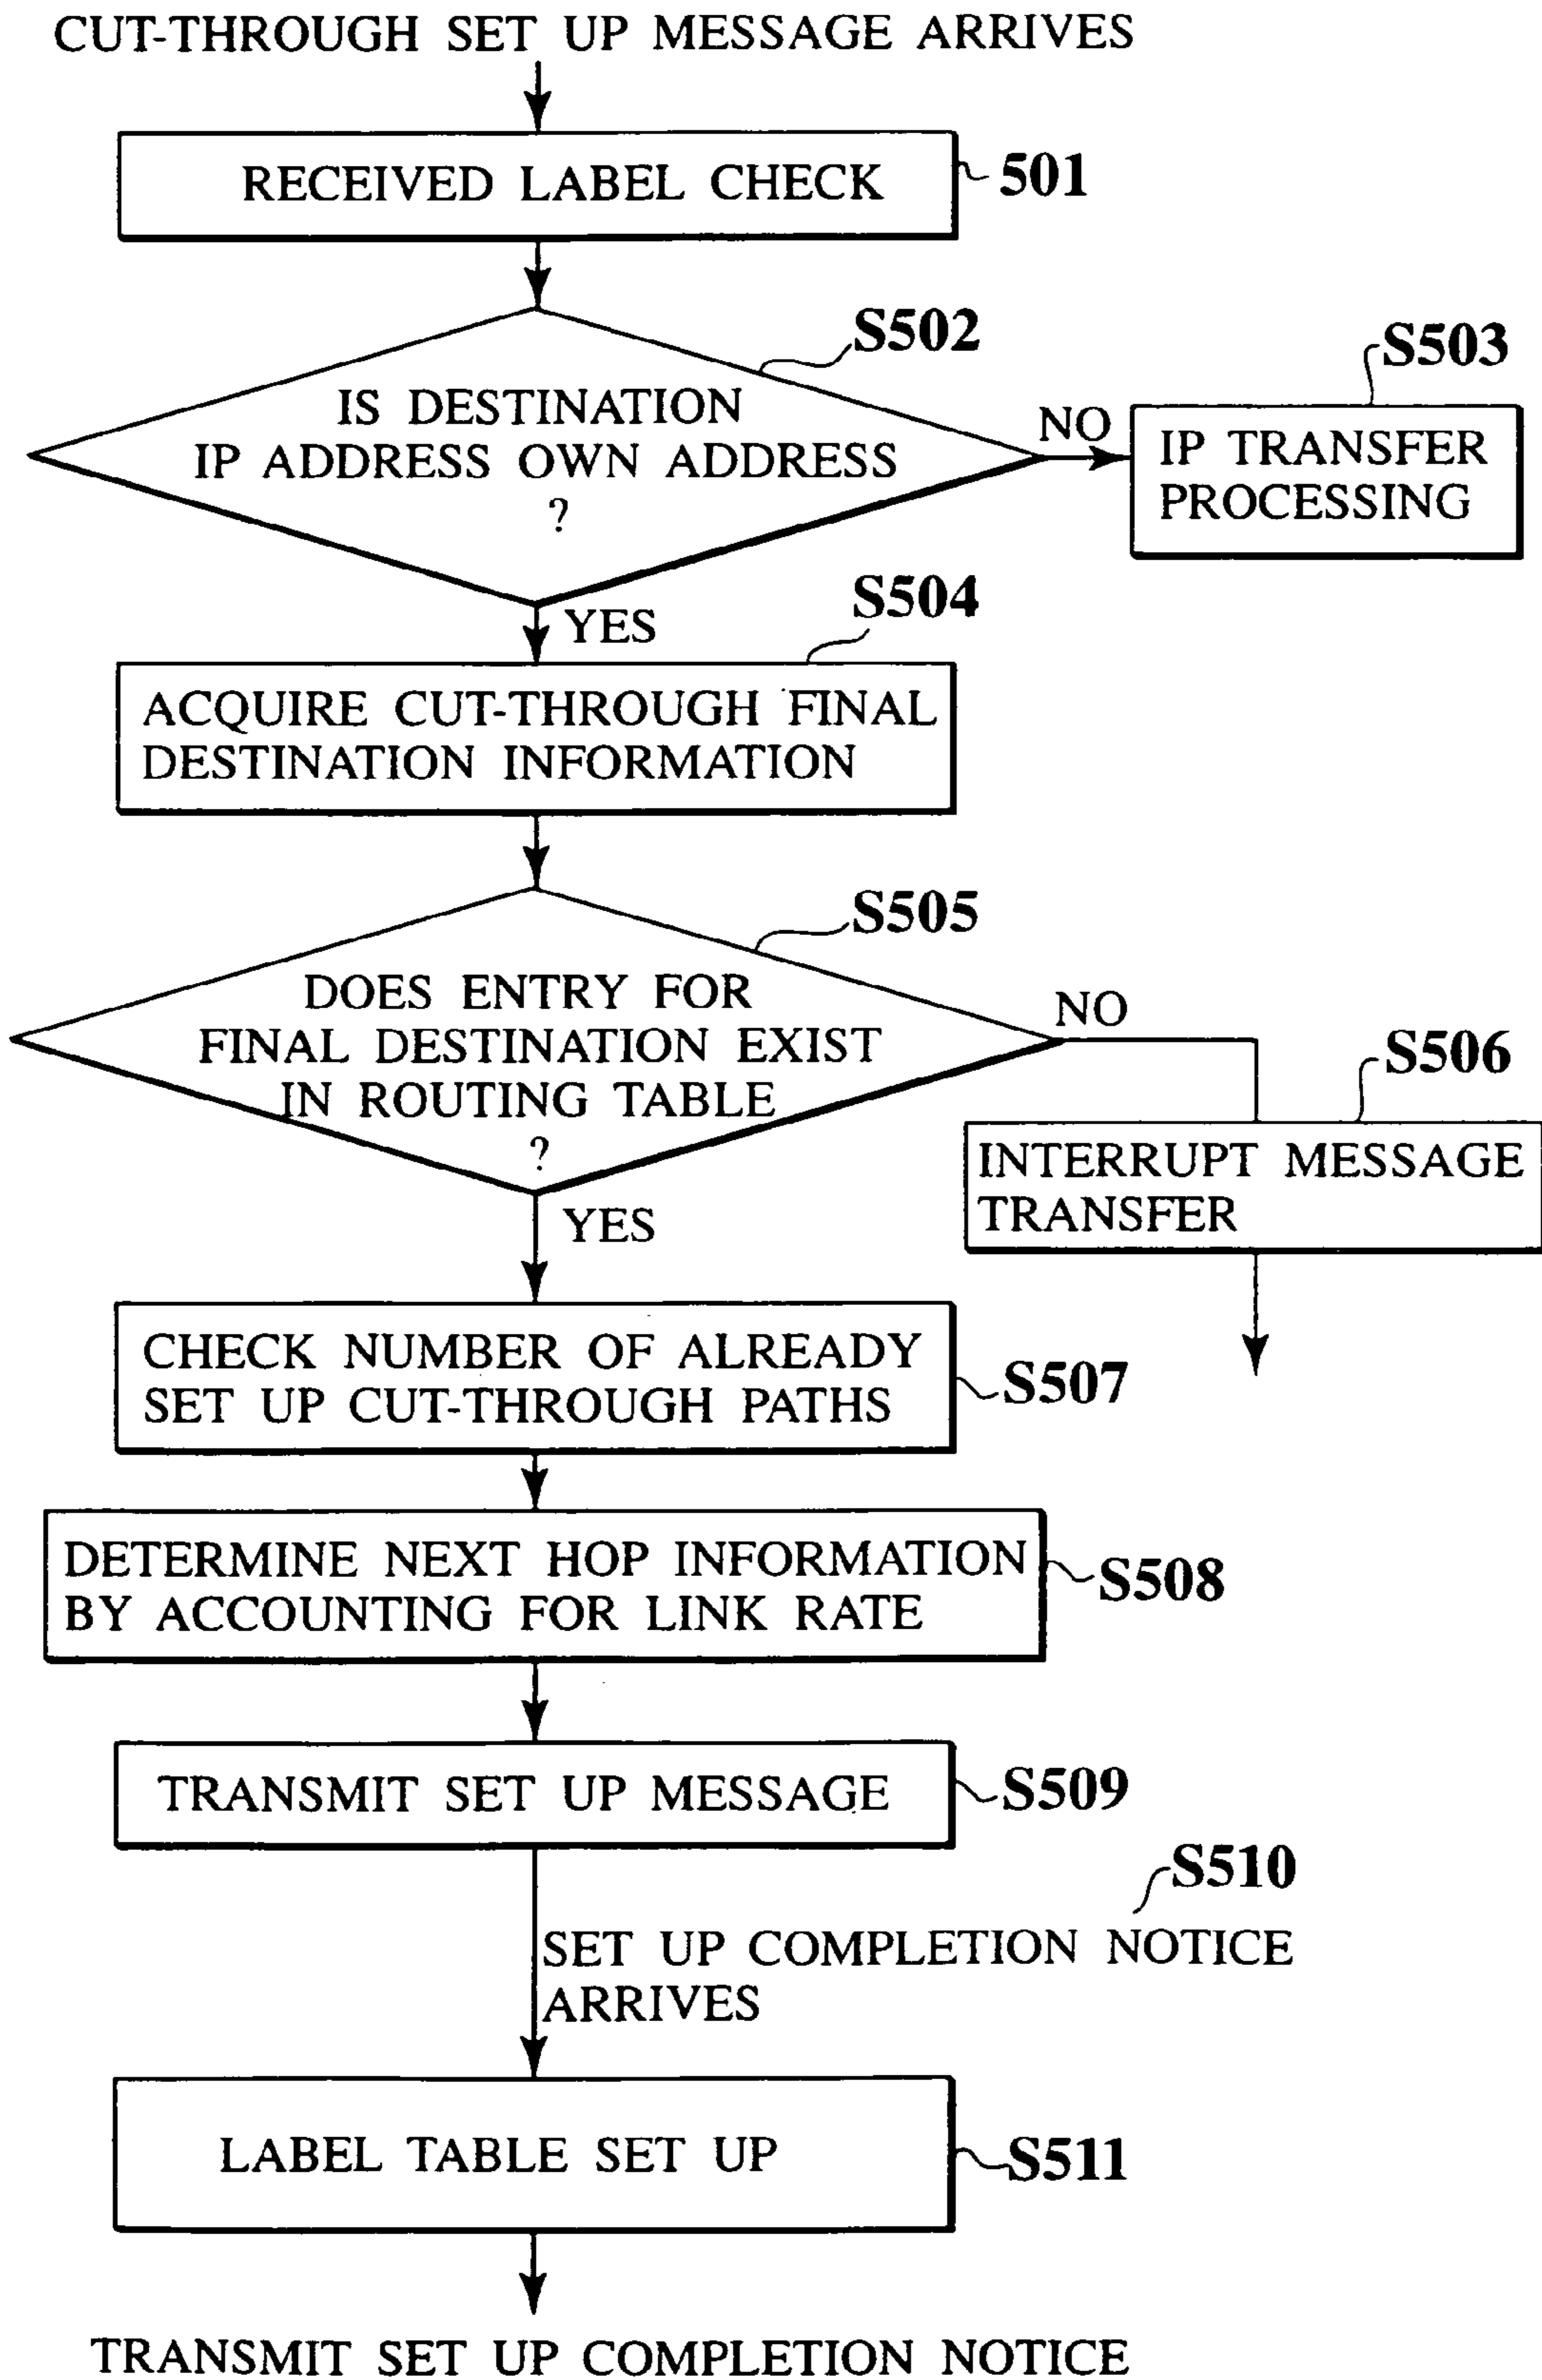 CUT-THROUGH SET UP MESSAGE ARRIVES
RECEIVED LABEL CHECK
501
S502
IS DESTINATION
IP ADDRESS OWN ADDRESS
?
NO
S503
IP TRANSFER
PROCESSING
YES
S504
ACQUIRE CUT-THROUGH FINAL
DESTINATION INFORMATION
S505
DOES ENTRY FOR
FINAL DESTINATION EXIST
IN ROUTING TABLE
?
NO
S506
INTERRUPT MESSAGE
TRANSFER
YES
CHECK NUMBER OF ALREADY
SET UP CUT-THROUGH PATHS
S507
DETERMINE NEXT HOP INFORMATION
BY ACCOUNTING FOR LINK RATE
S508
TRANSMIT SET UP MESSAGE
S509
S510
SET UP COMPLETION NOTICE
ARRIVES
LABEL TABLE SET UP
S511
TRANSMIT SET UP COMPLETION NOTICE